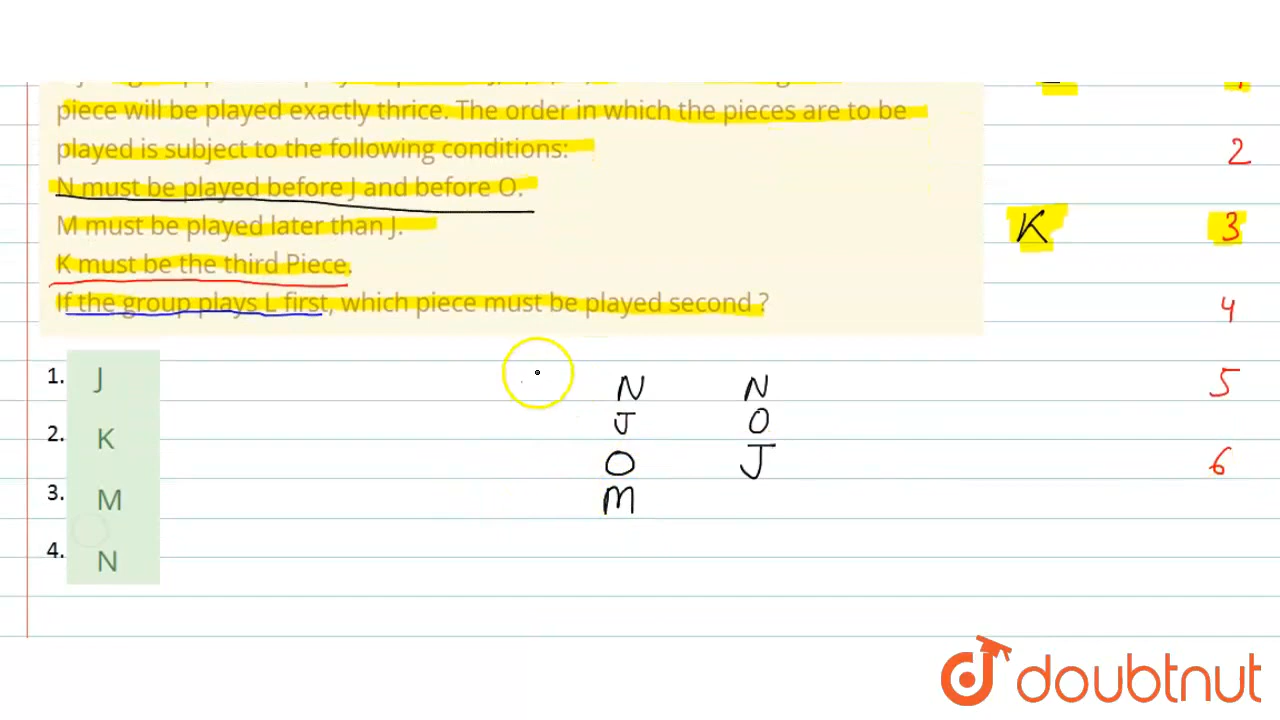 piece will be played exactly thrice. The order in which the pieces are to be
played is subject to the following conditions:
2
N must be played before J and before O.
M must be played later than J.
K 3
K must be the third Piece.
If the group plays L first, which piece must be played second ?
4
1. J
N N
5
J O
2. K
O J
6
3. M
M
4. N
doubtnut